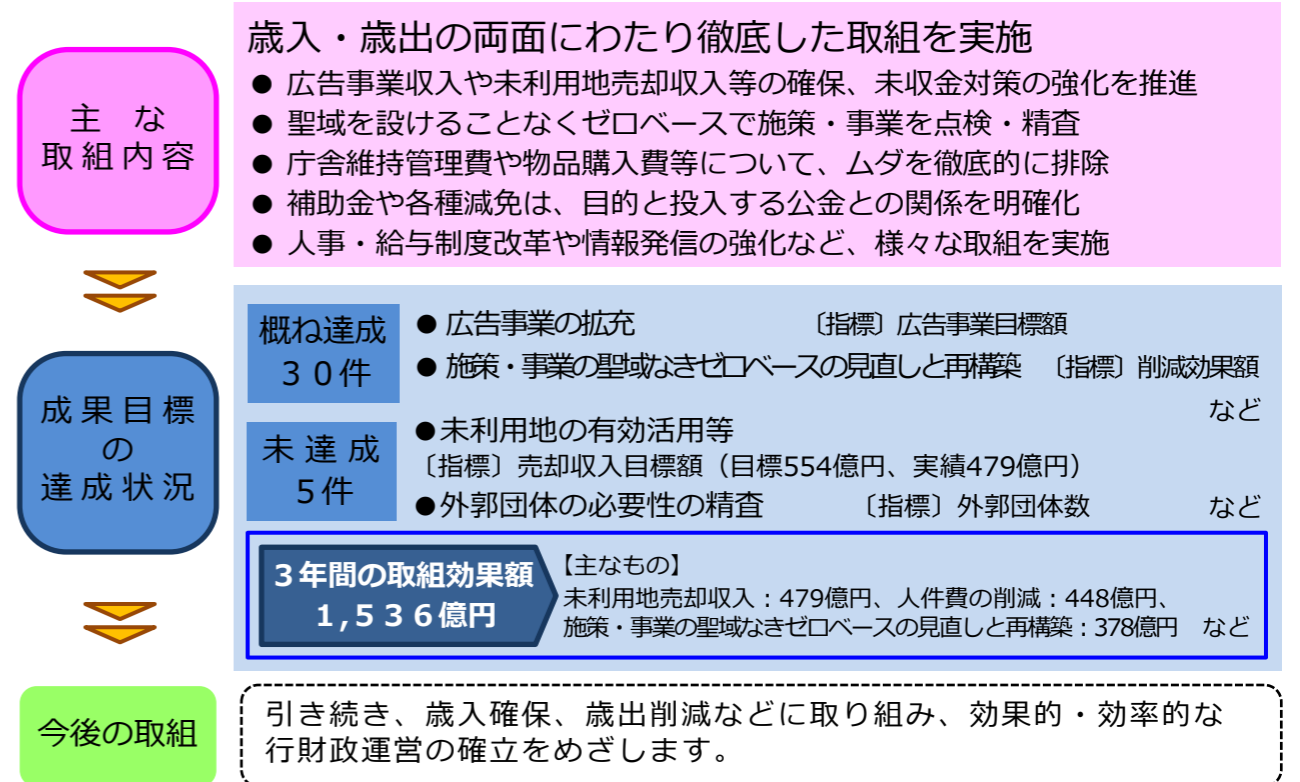 主な
取組内容
歳入・歳出の両面にわたり徹底した取組を実施
● 広告事業収入や未利用地売却収入等の確保、未収金対策の強化を推進
● 聖域を設けることなくゼロベースで施策・事業を点検・精査
● 庁舎維持管理費や物品購入費等について、ムダを徹底的に排除
● 補助金や各種減免は、目的と投入する公金との関係を明確化
● 人事・給与制度改革や情報発信の強化など、様々な取組を実施
成果目標
の
達成状況
概ね達成
３０件
● 広告事業の拡充 〔指標〕広告事業目標額
● 施策・事業の聖域なきゼロベースの見直しと再構築 〔指標〕削減効果額
など
未達成
5件
●未利用地の有効活用等
〔指標〕売却収入目標額（目標554億円、実績479億円）
●外郭団体の必要性の精査 〔指標〕外郭団体数 など
３年間の取組効果額
1,５３６億円
【主なもの】
未利用地売却収入：479億円、人件費の削減：448億円、
施策・事業の聖域なきゼロベースの見直しと再構築：378億円 など
今後の取組
引き続き、歳入確保、歳出削減などに取り組み、効果的・効率的な
行財政運営の確立をめざします。